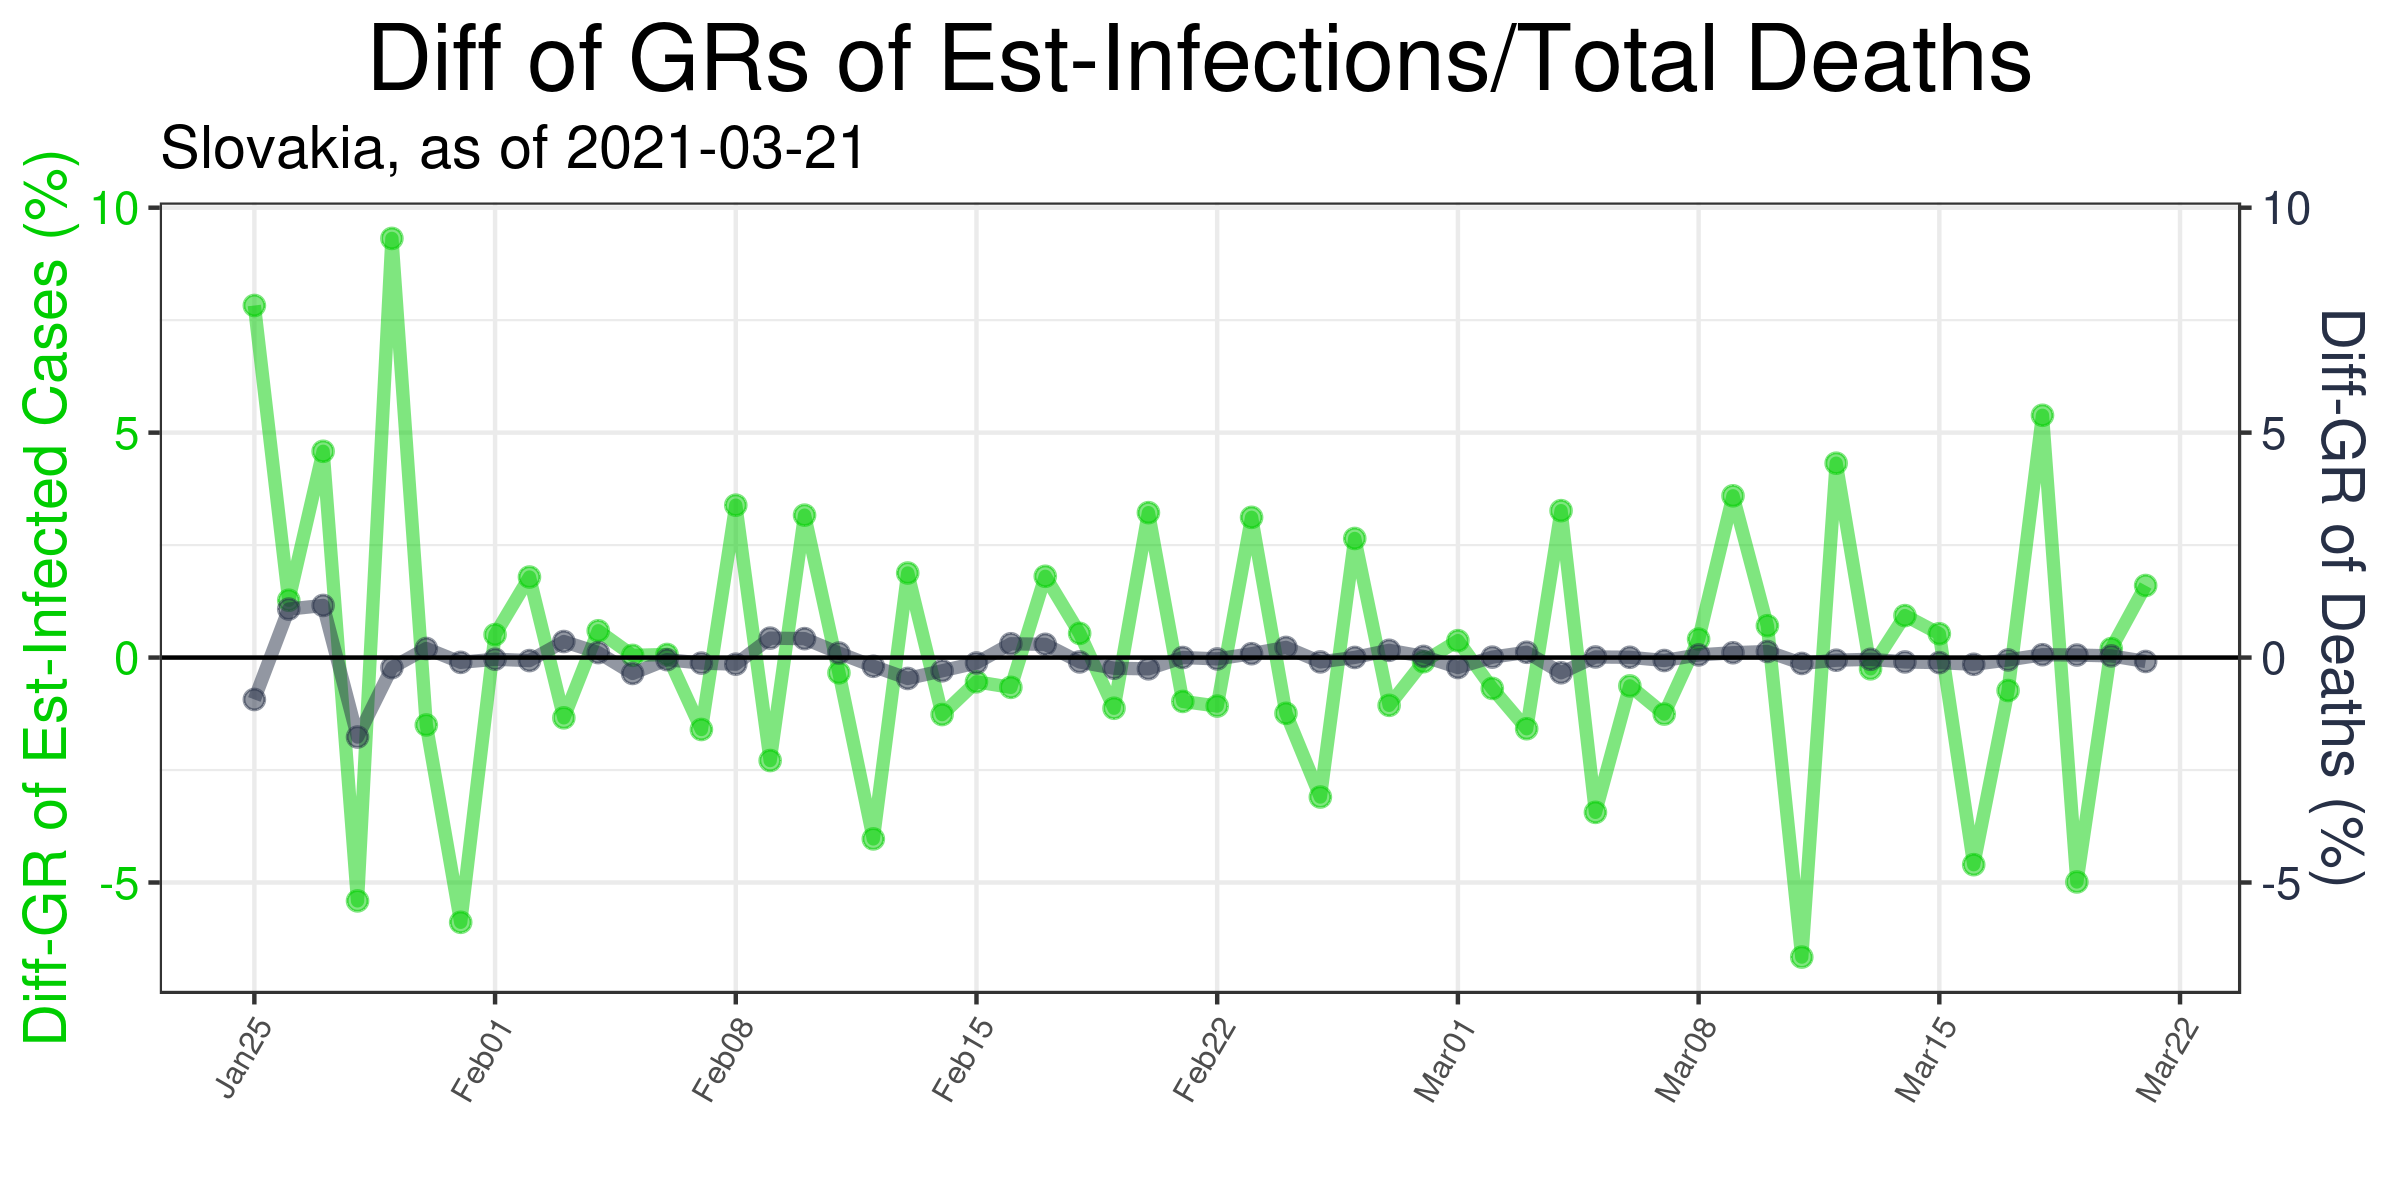 Diff of GRs of Est-Infections/Total Deaths
Slovakia, as of 2021-03-21
Diff-GR of Est-Infected Cases (%)
10
5
0
-5
10
5
0
-5
Diff-GR of Deaths (%)
Jan25
Feb01
Feb08
Feb15
Feb22
Mar01
Mar08
Mar15
Mar22